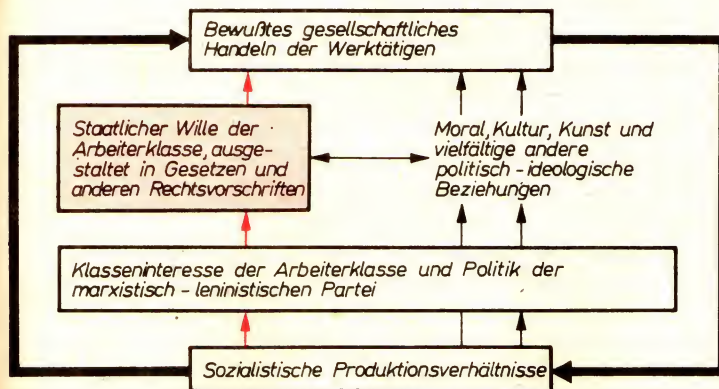 Bewußtes gesellschaftliches
Handeln der Werktätigen
Staatlicher Wille der
Arbeiterklasse, ausge-
staltet in Gesetzen und
anderen Rechtsvorschriften
Moral, Kultur, Kunst und
vielfältige andere
politisch-ideologische
Beziehungen
Klasseninteresse der Arbeiterklasse und Politik der
marxistisch-leninistischen Partei
Sozialistische Produktionsverhältnisse